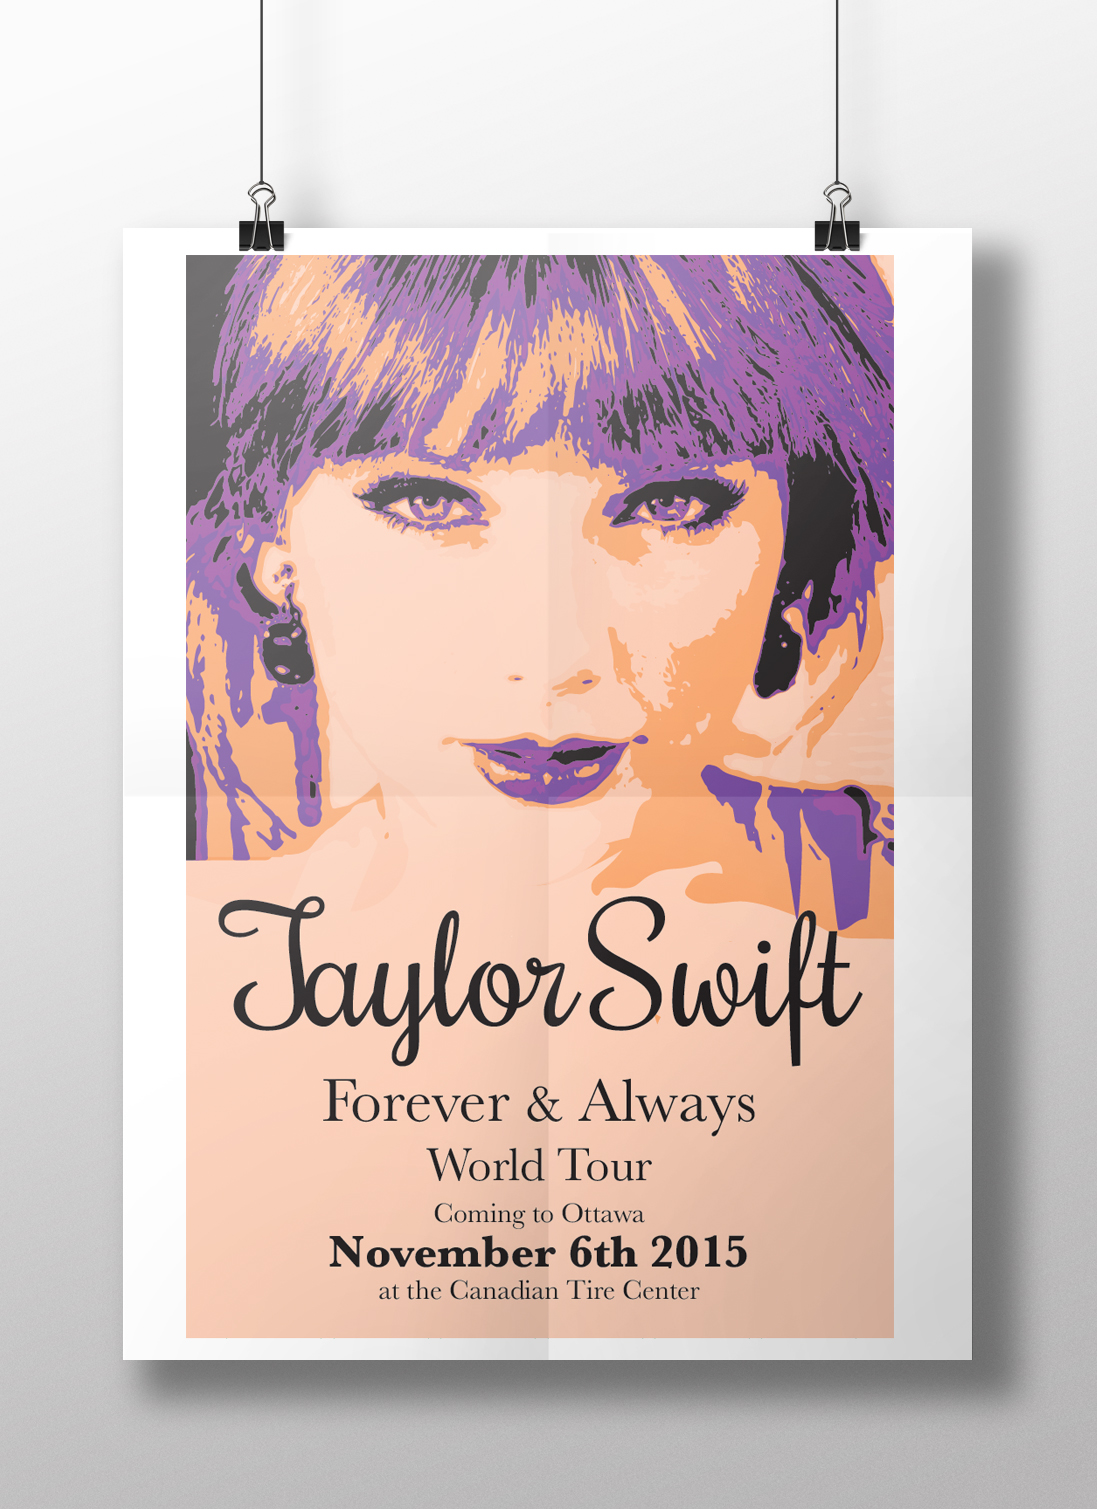 Taylor Swift
Forever & Always
World Tour
Coming to Ottawa
November 6th 2015
at the Canadian Tire Center